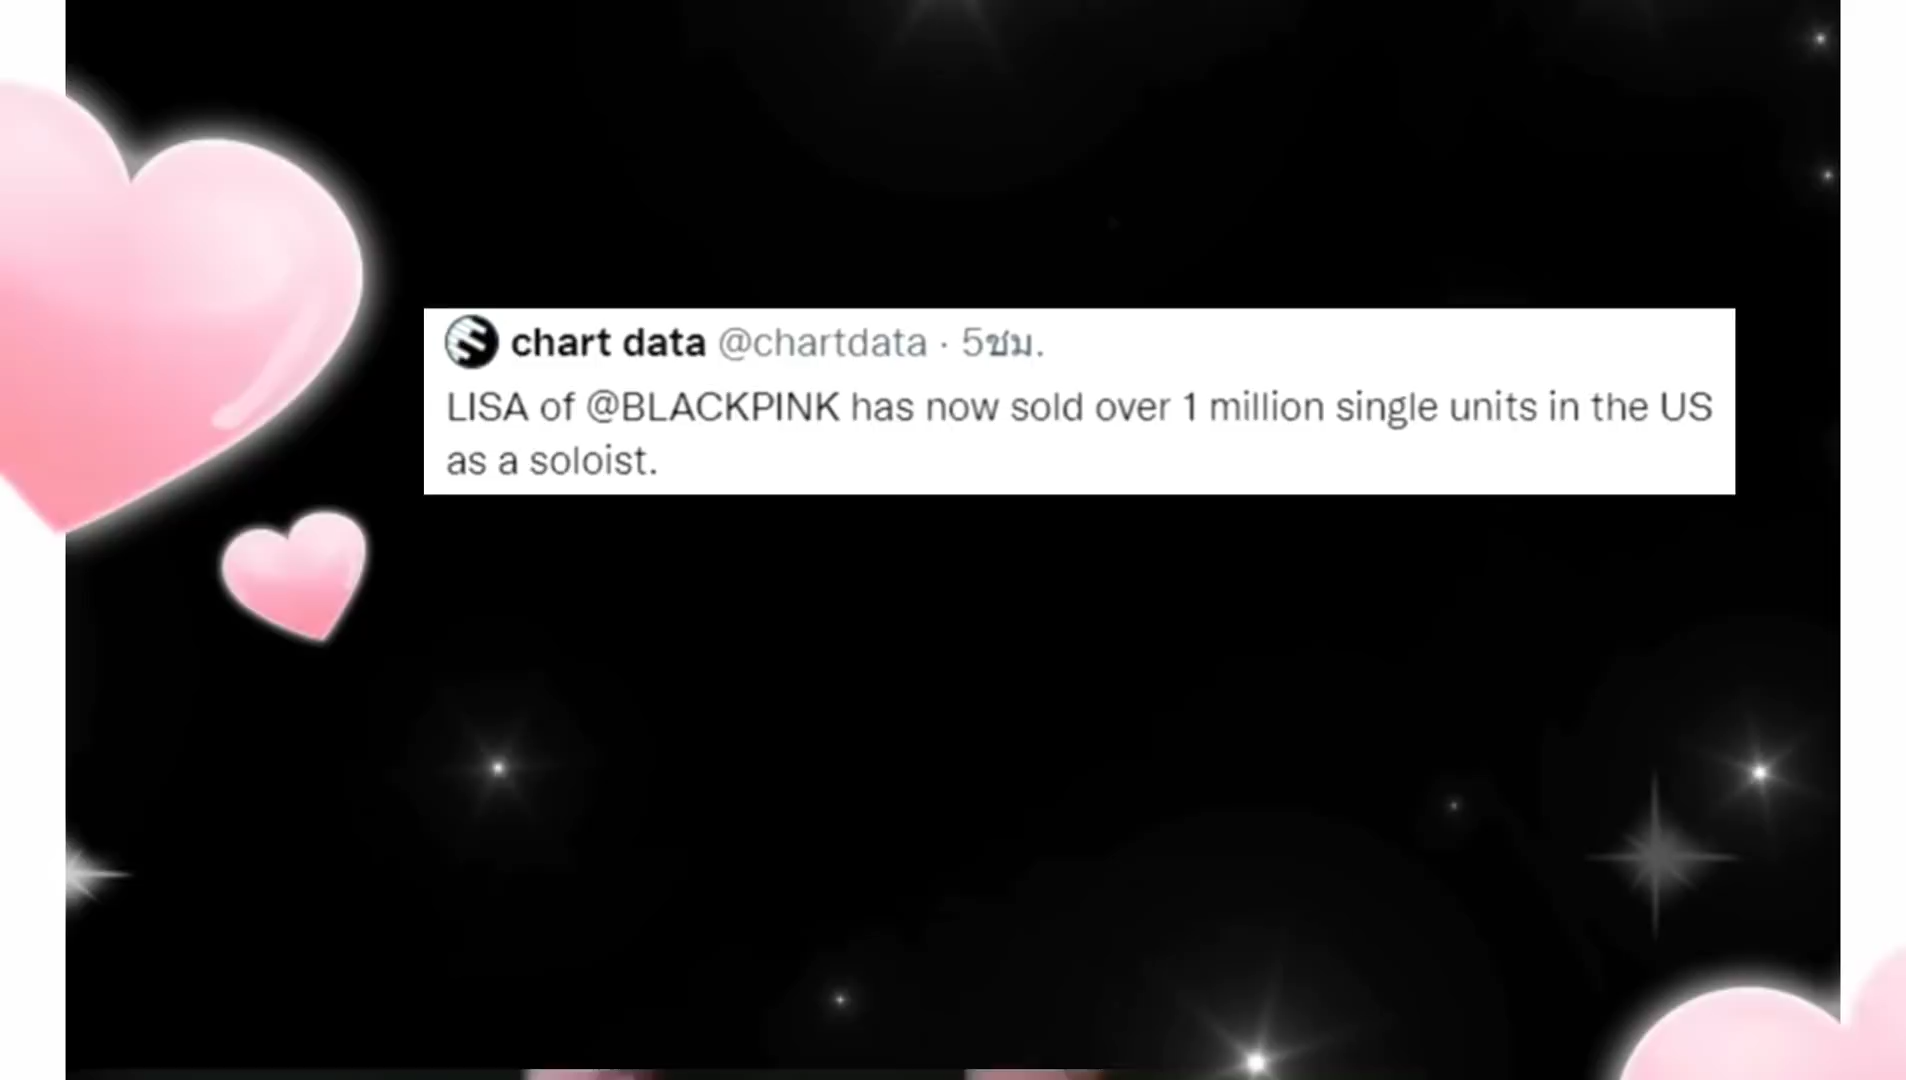 chart data @chartdata · 5ชม.
LISA of @BLACKPINK has now sold over 1 million single units in the US
as a soloist.